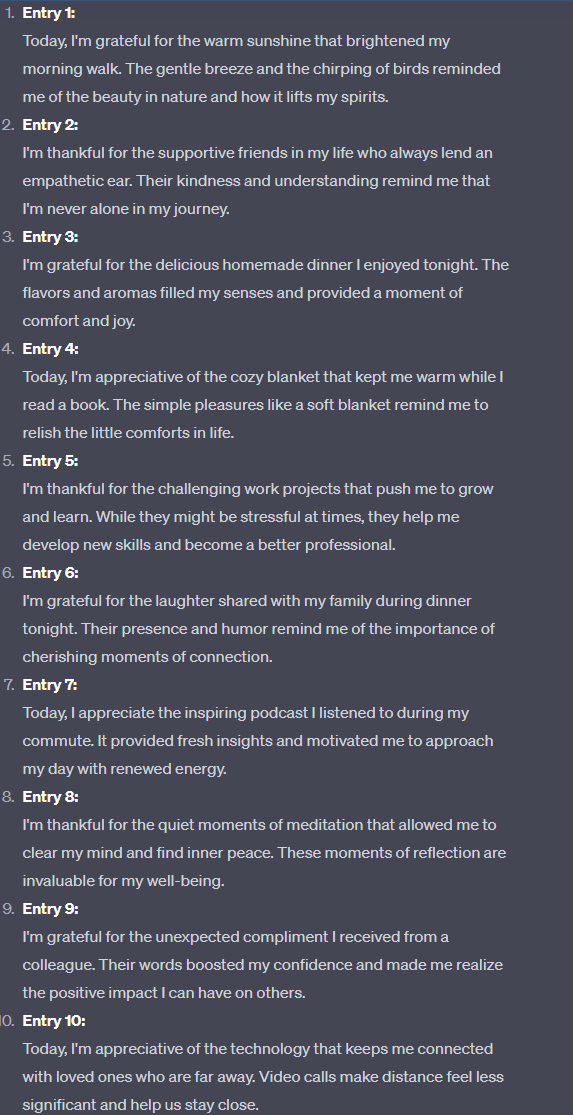 1. Entry 1:
Today, I'm grateful for the warm sunshine that brightened my
morning walk. The gentle breeze and the chirping of birds reminded
me of the beauty in nature and how it lifts my spirits.
2. Entry 2:
I'm thankful for the supportive friends in my life who always lend an
empathetic ear. Their kindness and understanding remind me that
I'm never alone in my journey.
3. Entry 3:
I'm grateful for the delicious homemade dinner I enjoyed tonight. The
flavors and aromas filled my senses and provided a moment of
comfort and joy.
4. Entry 4:
Today, I'm appreciative of the cozy blanket that kept me warm while I
read a book. The simple pleasures like a soft blanket remind me to
relish the little comforts in life.
5. Entry 5:
I'm thankful for the challenging work projects that push me to grow
and learn. While they might be stressful at times, they help me
develop new skills and become a better professional.
6. Entry 6:
I'm grateful for the laughter shared with my family during dinner
tonight. Their presence and humor remind me of the importance of
cherishing moments of connection.
7. Entry 7:
Today, I appreciate the inspiring podcast I listened to during my
commute. It provided fresh insights and motivated me to approach
my day with renewed energy.
8. Entry 8:
I'm thankful for the quiet moments of meditation that allowed me to
clear my mind and find inner peace. These moments of reflection are
invaluable for my well-being.
9. Entry 9:
I'm grateful for the unexpected compliment I received from a
colleague. Their words boosted my confidence and made me realize
the positive impact I can have on others.
10. Entry 10:
Today, I'm appreciative of the technology that keeps me connected
with loved ones who are far away. Video calls make distance feel less
significant and help us stay close.